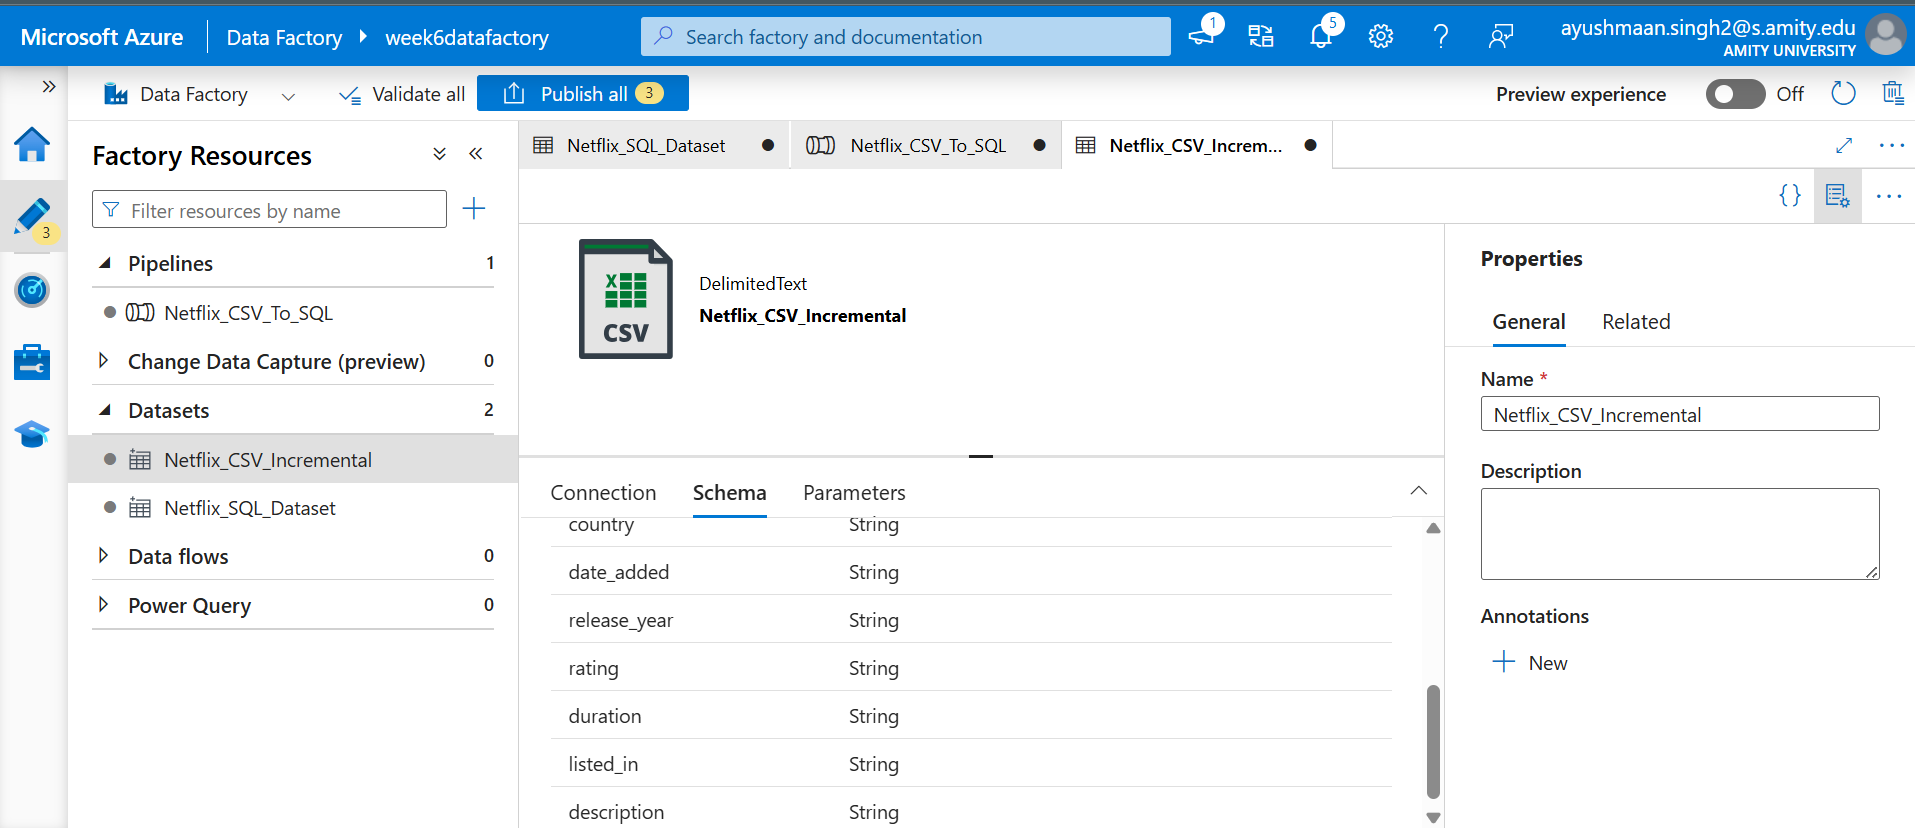 Microsoft Azure
Data Factory
week6datafactory
Search factory and documentation
1
5
ayushmaan.singh2@s.amity.edu
AMITY UNIVERSITY
Data Factory
Validate all
Publish all 3
Preview experience
Off
3
Factory Resources
Filter resources by name
Pipelines 1
Netflix_CSV_To_SQL
Change Data Capture (preview) 0
Datasets 2
Netflix_CSV_Incremental
Netflix_SQL_Dataset
Data flows 0
Power Query 0
Netflix_SQL_Dataset
Netflix_CSV_To_SQL
Netflix_CSV_Increm...
{}
X
CSV
DelimitedText
Netflix_CSV_Incremental
Connection
Schema
Parameters
country String
date_added String
release_year String
rating String
duration String
listed_in String
description String
Properties
General
Related
Name *
Netflix_CSV_Incremental
Description
Annotations
New